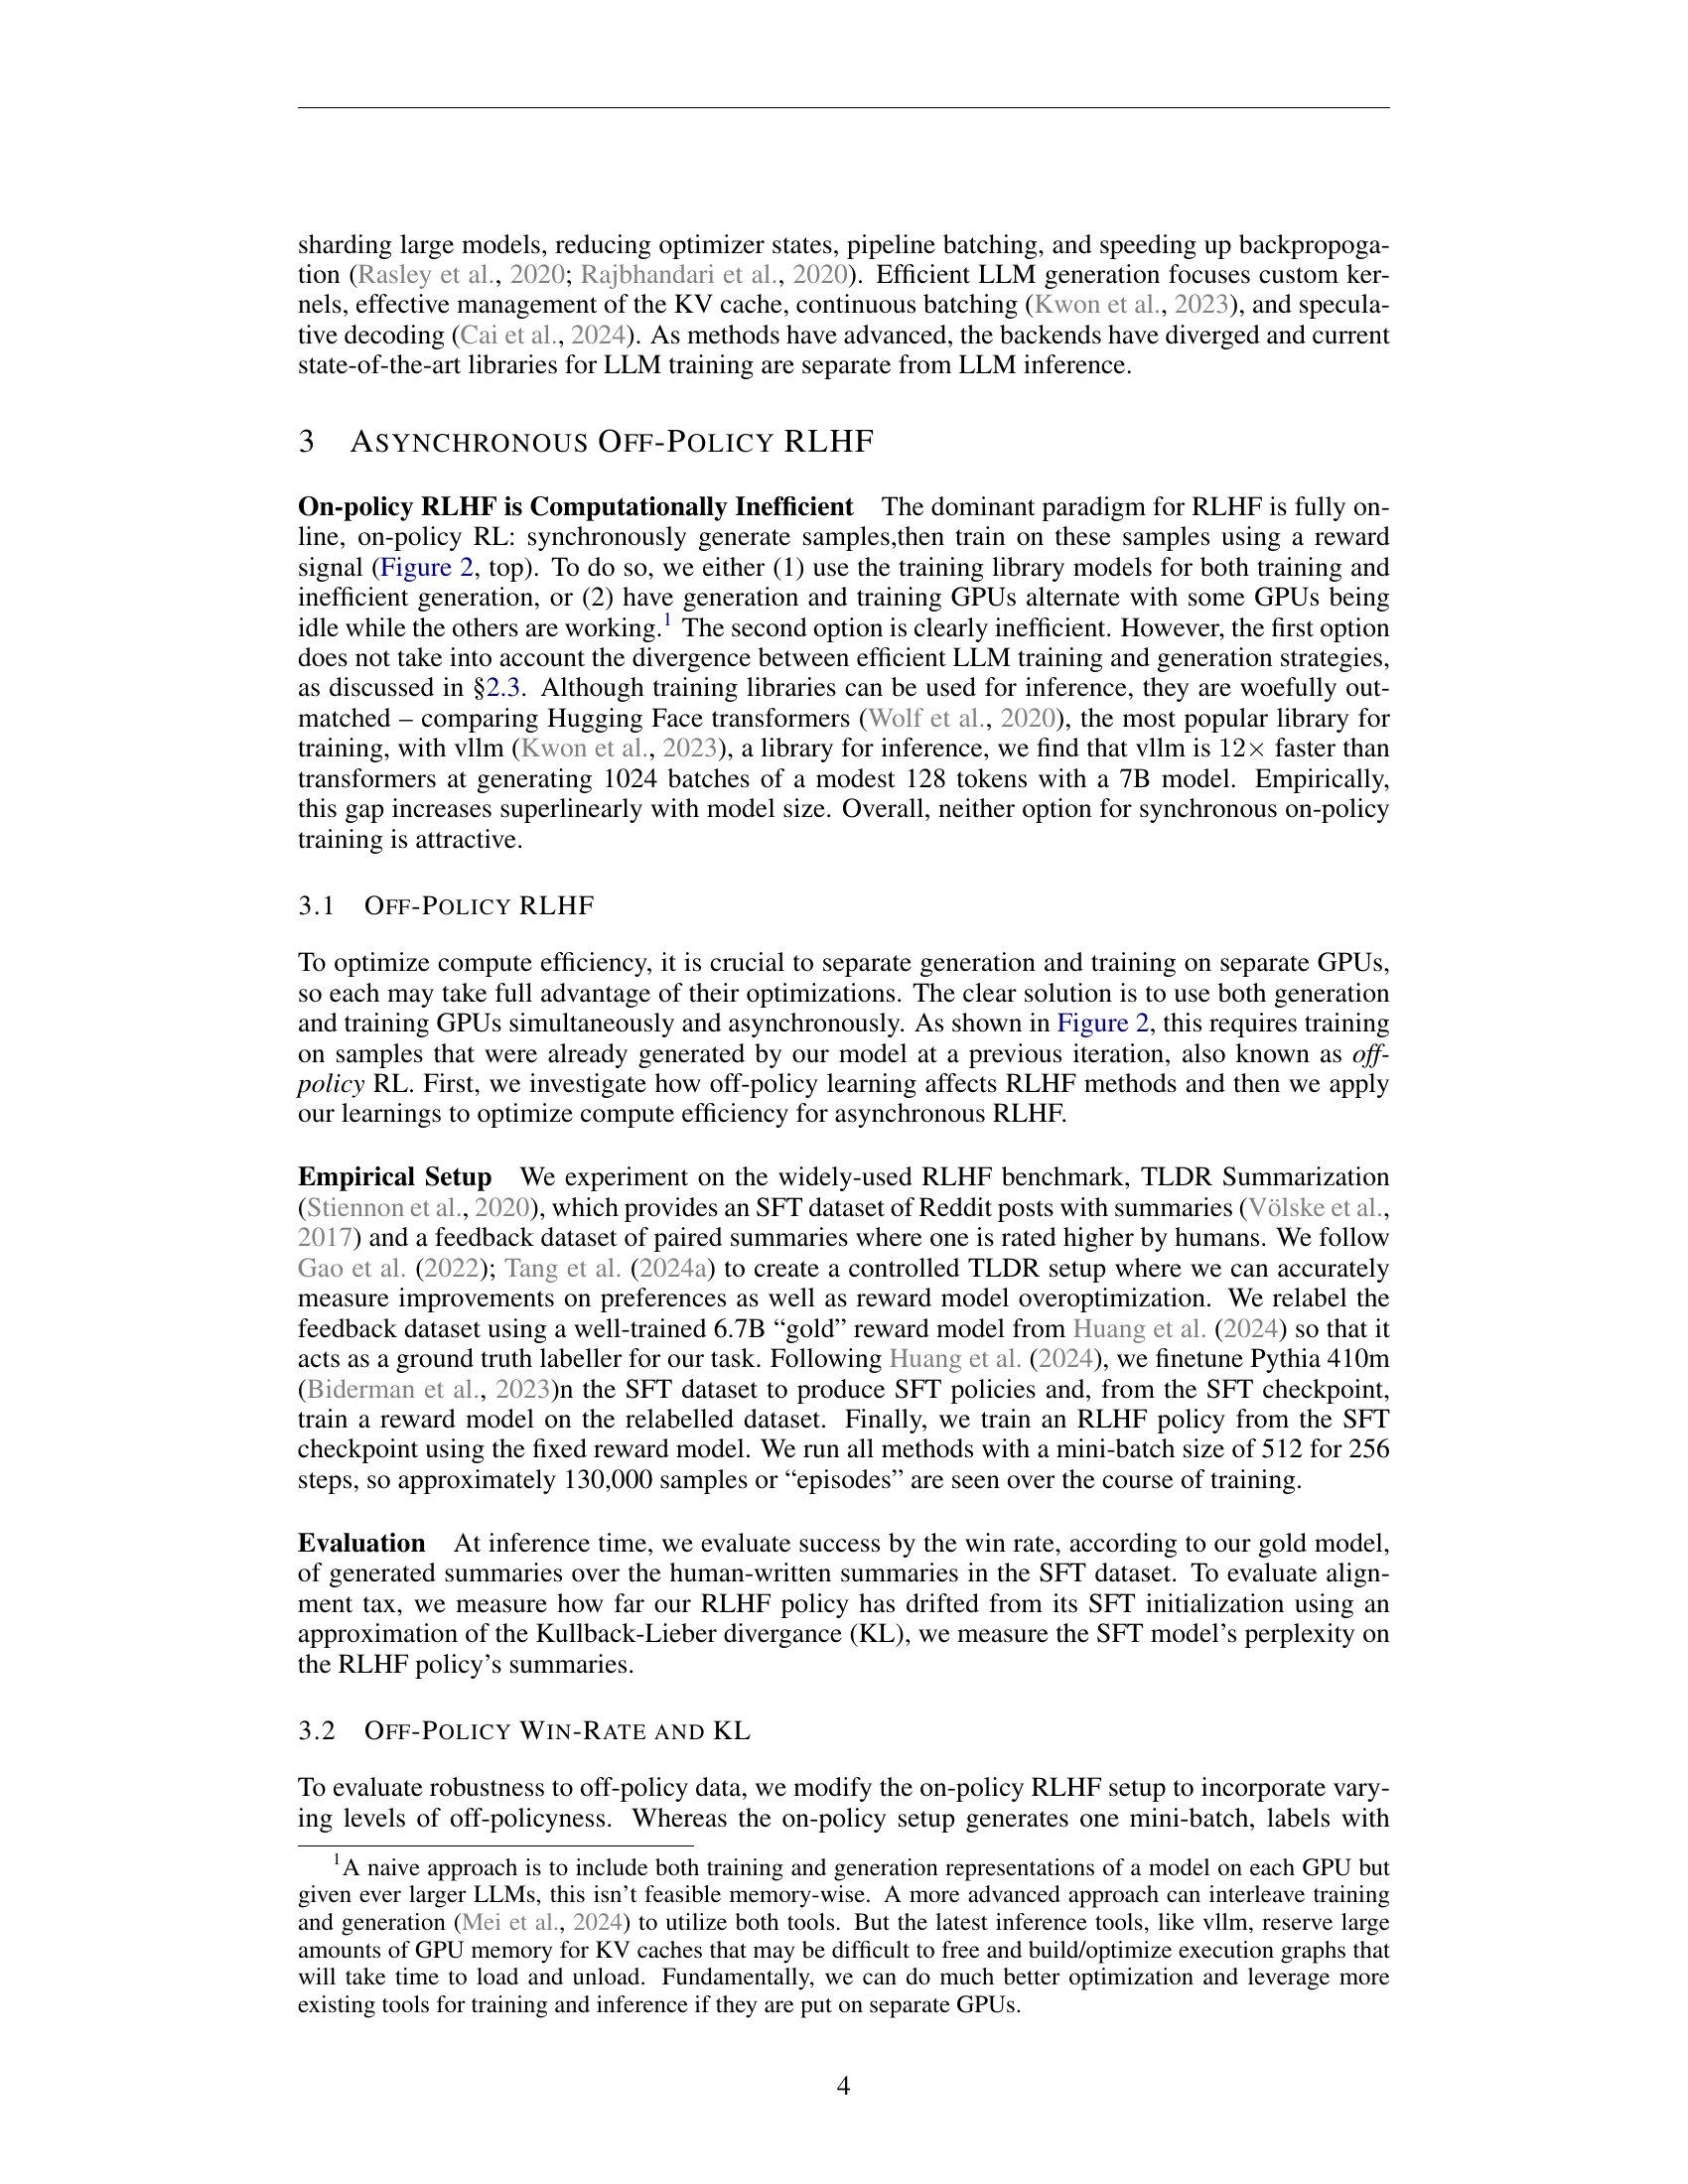 sharding large models, reducing optimizer states, pipeline batching, and speeding up backpropoga-
tion (Rasley et al., 2020; Rajbhandari et al., 2020). Efficient LLM generation focuses custom ker-
nels, effective management of the KV cache, continuous batching (Kwon et al., 2023), and specula-
tive decoding (Cai et al., 2024). As methods have advanced, the backends have diverged and current
state-of-the-art libraries for LLM training are separate from LLM inference.
3 ASYNCHRONOUS OFF-POLICY RLHF
On-policy RLHF is Computationally Inefficient The dominant paradigm for RLHF is fully on-
line, on-policy RL: synchronously generate samples,then train on these samples using a reward
signal (Figure 2, top). To do so, we either (1) use the training library models for both training and
inefficient generation, or (2) have generation and training GPUs alternate with some GPUs being
idle while the others are working.1 The second option is clearly inefficient. However, the first option
does not take into account the divergence between efficient LLM training and generation strategies,
as discussed in §2.3. Although training libraries can be used for inference, they are woefully out-
matched – comparing Hugging Face transformers (Wolf et al., 2020), the most popular library for
training, with vllm (Kwon et al., 2023), a library for inference, we find that vllm is 12× faster than
transformers at generating 1024 batches of a modest 128 tokens with a 7B model. Empirically,
this gap increases superlinearly with model size. Overall, neither option for synchronous on-policy
training is attractive.
3.1 OFF-POLICY RLHF
To optimize compute efficiency, it is crucial to separate generation and training on separate GPUs,
so each may take full advantage of their optimizations. The clear solution is to use both generation
and training GPUs simultaneously and asynchronously. As shown in Figure 2, this requires training
on samples that were already generated by our model at a previous iteration, also known as off-
policy RL. First, we investigate how off-policy learning affects RLHF methods and then we apply
our learnings to optimize compute efficiency for asynchronous RLHF.
Empirical Setup We experiment on the widely-used RLHF benchmark, TLDR Summarization
(Stiennon et al., 2020), which provides an SFT dataset of Reddit posts with summaries (Völske et al.,
2017) and a feedback dataset of paired summaries where one is rated higher by humans. We follow
Gao et al. (2022); Tang et al. (2024a) to create a controlled TLDR setup where we can accurately
measure improvements on preferences as well as reward model overoptimization. We relabel the
feedback dataset using a well-trained 6.7B “gold” reward model from Huang et al. (2024) so that it
acts as a ground truth labeller for our task. Following Huang et al. (2024), we finetune Pythia 410m
(Biderman et al., 2023)n the SFT dataset to produce SFT policies and, from the SFT checkpoint,
train a reward model on the relabelled dataset. Finally, we train an RLHF policy from the SFT
checkpoint using the fixed reward model. We run all methods with a mini-batch size of 512 for 256
steps, so approximately 130,000 samples or “episodes” are seen over the course of training.
Evaluation At inference time, we evaluate success by the win rate, according to our gold model,
of generated summaries over the human-written summaries in the SFT dataset. To evaluate align-
ment tax, we measure how far our RLHF policy has drifted from its SFT initialization using an
approximation of the Kullback-Lieber divergance (KL), we measure the SFT model’s perplexity on
the RLHF policy’s summaries.
3.2 OFF-POLICY WIN-RATE AND KL
To evaluate robustness to off-policy data, we modify the on-policy RLHF setup to incorporate vary-
ing levels of off-policyness. Whereas the on-policy setup generates one mini-batch, labels with
1A naive approach is to include both training and generation representations of a model on each GPU but
given ever larger LLMs, this isn’t feasible memory-wise. A more advanced approach can interleave training
and generation (Mei et al., 2024) to utilize both tools. But the latest inference tools, like vllm, reserve large
amounts of GPU memory for KV caches that may be difficult to free and build/optimize execution graphs that
will take time to load and unload. Fundamentally, we can do much better optimization and leverage more
existing tools for training and inference if they are put on separate GPUs.
4